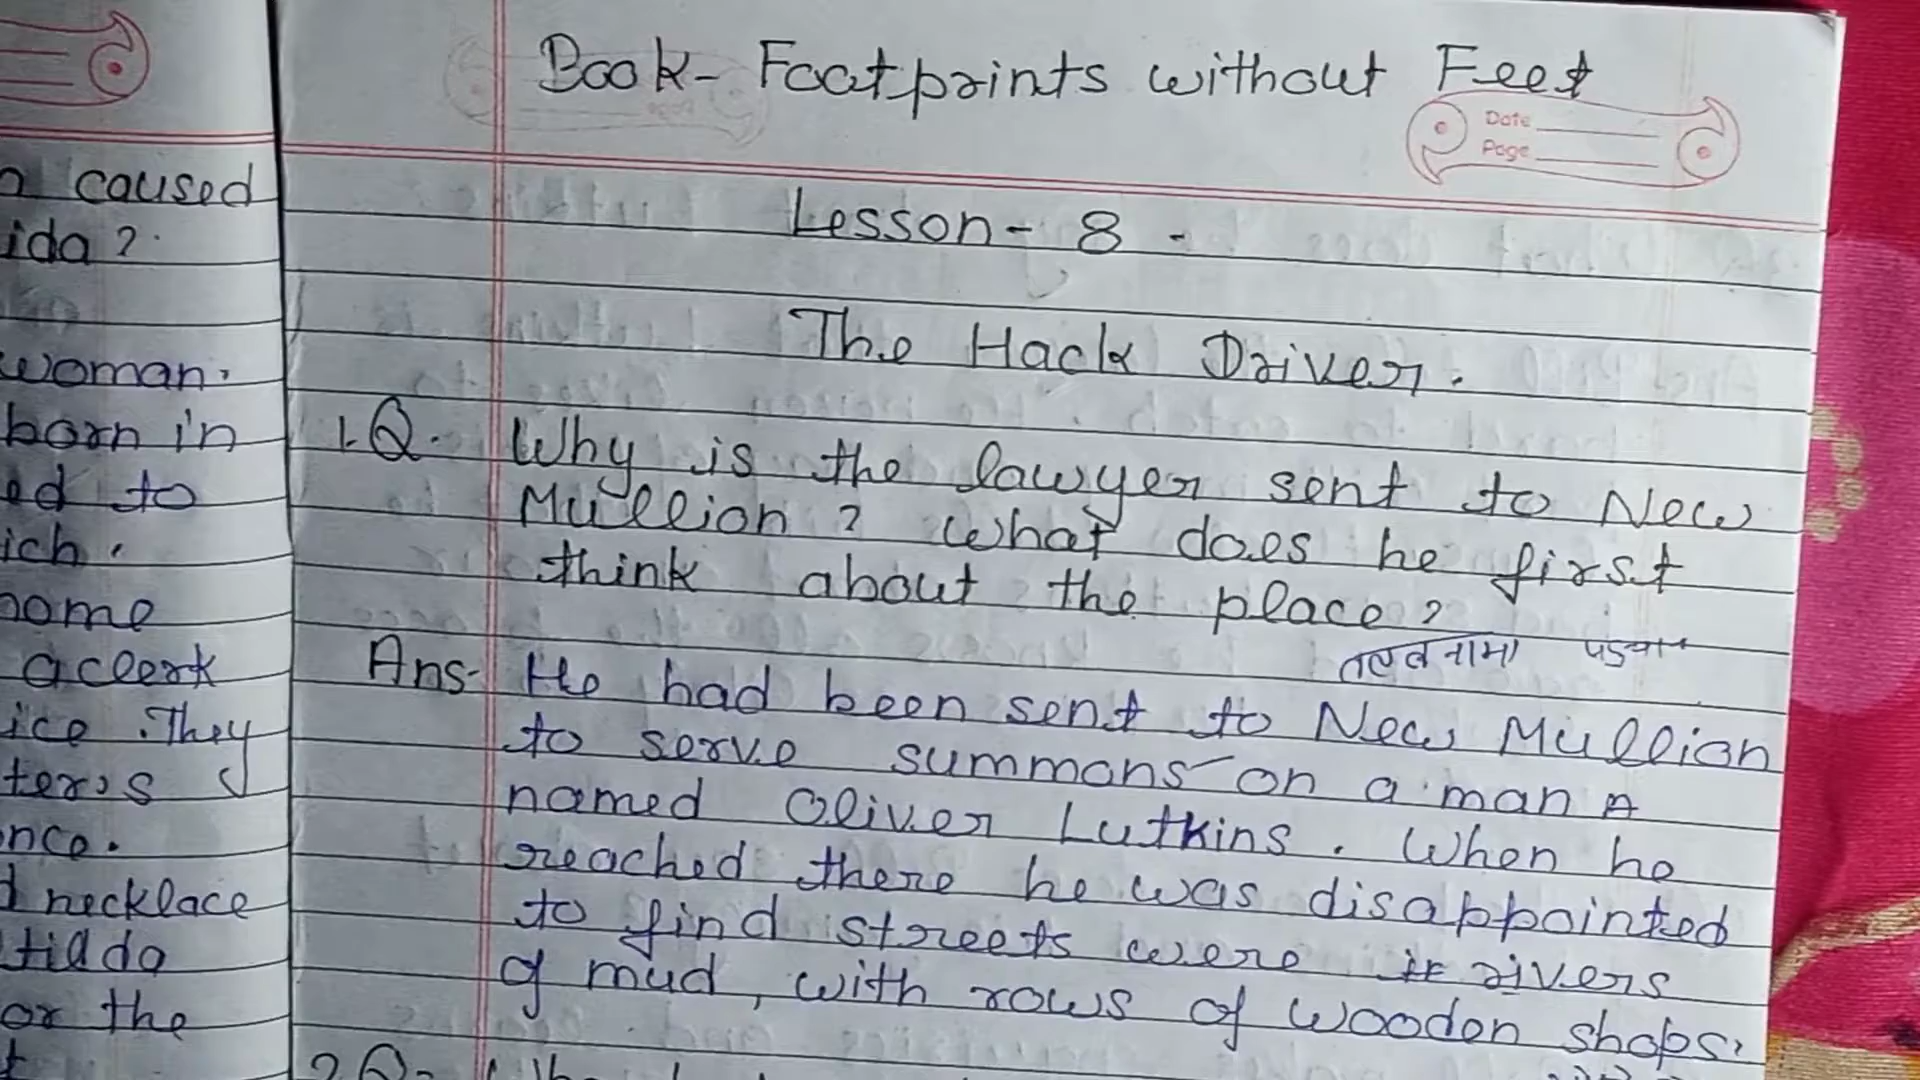 n caused
ida?
woman.
born in
ed to
ich.
home
a clerk
ice. They
ter's
nce.
d necklace
tilda
or the
Book- Footprints without Feet
Date
Page
Lesson- 8 -
The Hack Driver.
1.Q. Why is the lawyer sent to New
Mullion? what does he first
think about the place?
तलबनामा
Ans- He had been sent to New Mullion
to serve summons on a man
named Oliver Lutkins. When he
reached there he was disappointed
to find streets were rivers
of mud, with rows of wooden shops.
2Q-